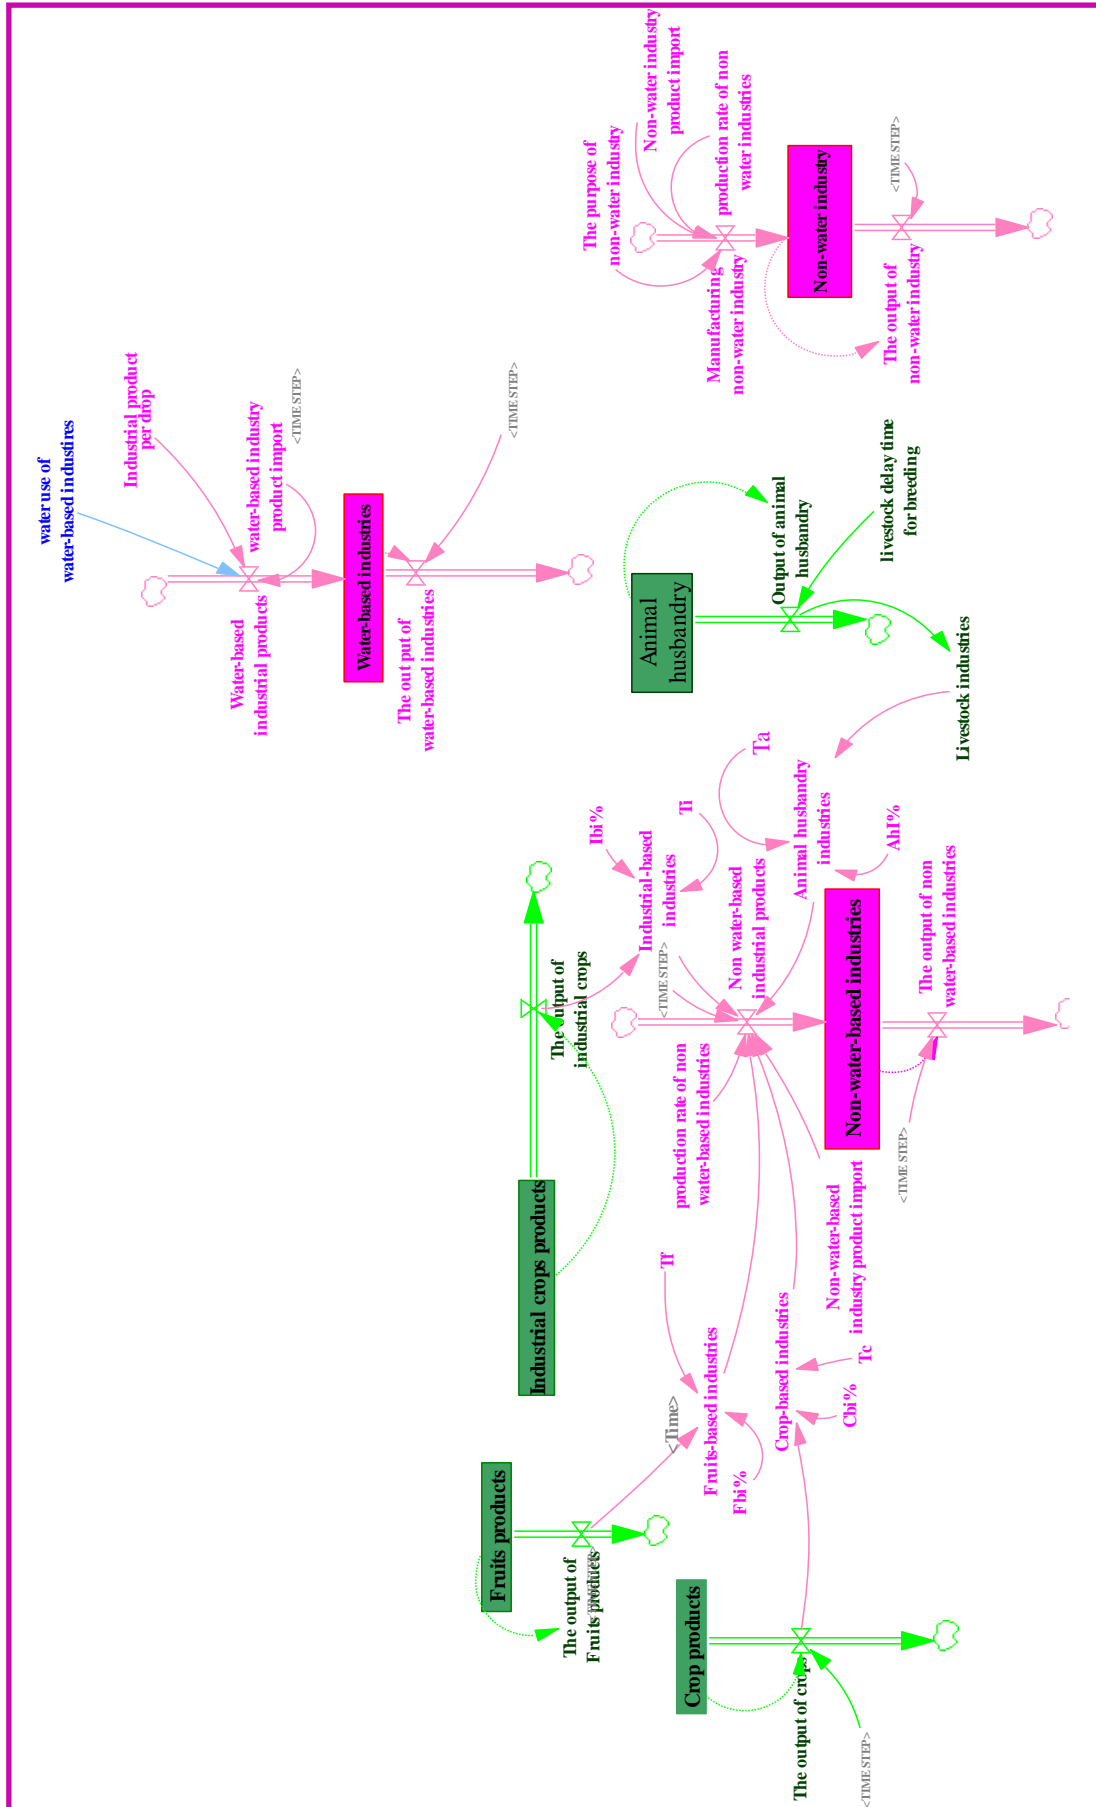 Crop products
The output of crops
<TIME STEP>
Fruits products
The output of
Fruits products
<Time>
Fruits-based industries
Fbi%
Tf
Crop-based industries
Cbi%
Tc
Industrial crops products
The output of
industrial crops
Industrial-based
industries
Ibi%
Ti
<TIME STEP>
production rate of non
water-based industries
Non water-based
industrial products
Non-water-based
industry product import
Non-water-based industries
<TIME STEP>
The output of non
water-based industries
Ta
Animal husbandry
industries
AhI%
Livestock industries
Animal
husbandry
Output of animal
husbandry
livestock delay time
for breeding
water use of
water-based industires
Industrial product
per drop
water-based industry
product import
<TIME STEP>
Water-based
industrial products
Water-based industries
The out put of
water-based industries
<TIME STEP>
The purpose of
non-water industry
Non-water industry
product import
production rate of non
water industries
Manufacturing
non-water industry
Non-water industry
<TIME STEP>
The output of
non-water industry